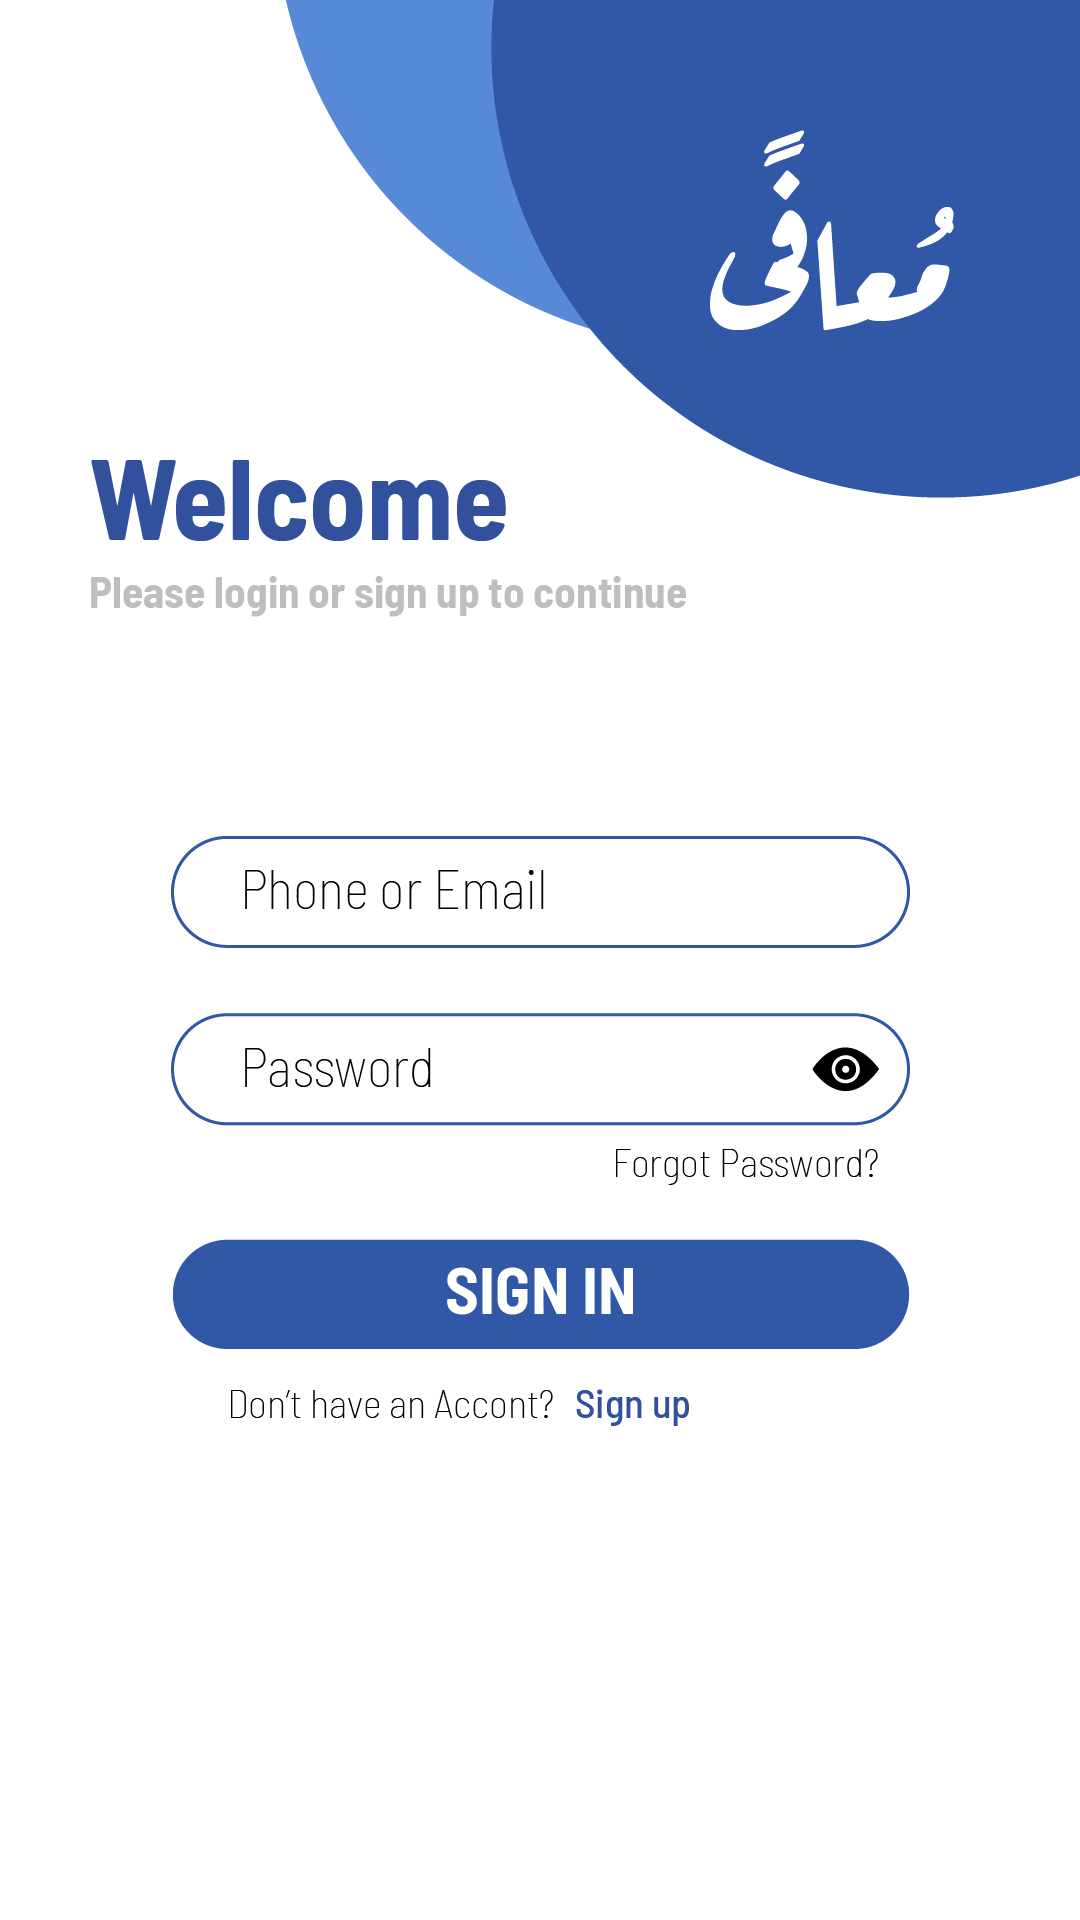 مُعافًى
Welcome
Please login or sign up to continue
Phone or Email
Password
Forgot Password?
SIGN IN
Don’t have an Accont? Sign up